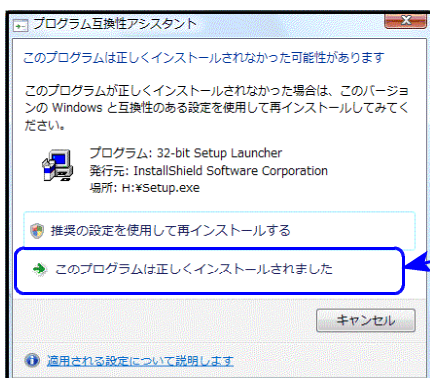 プログラム互換性アシスタント
このプログラムは正しくインストールされなかった可能性があります
このプログラムが正しくインストールされなかった場合は、このバージョ
ンの Windows と互換性のある設定を使用して再インストールしてみてく
ださい。
プログラム: 32-bit Setup Launcher
発行元: InstallShield Software Corporation
場所: H:¥Setup.exe
推奨の設定を使用して再インストールする
このプログラムは正しくインストールされました
キャンセル
適用される設定について説明します